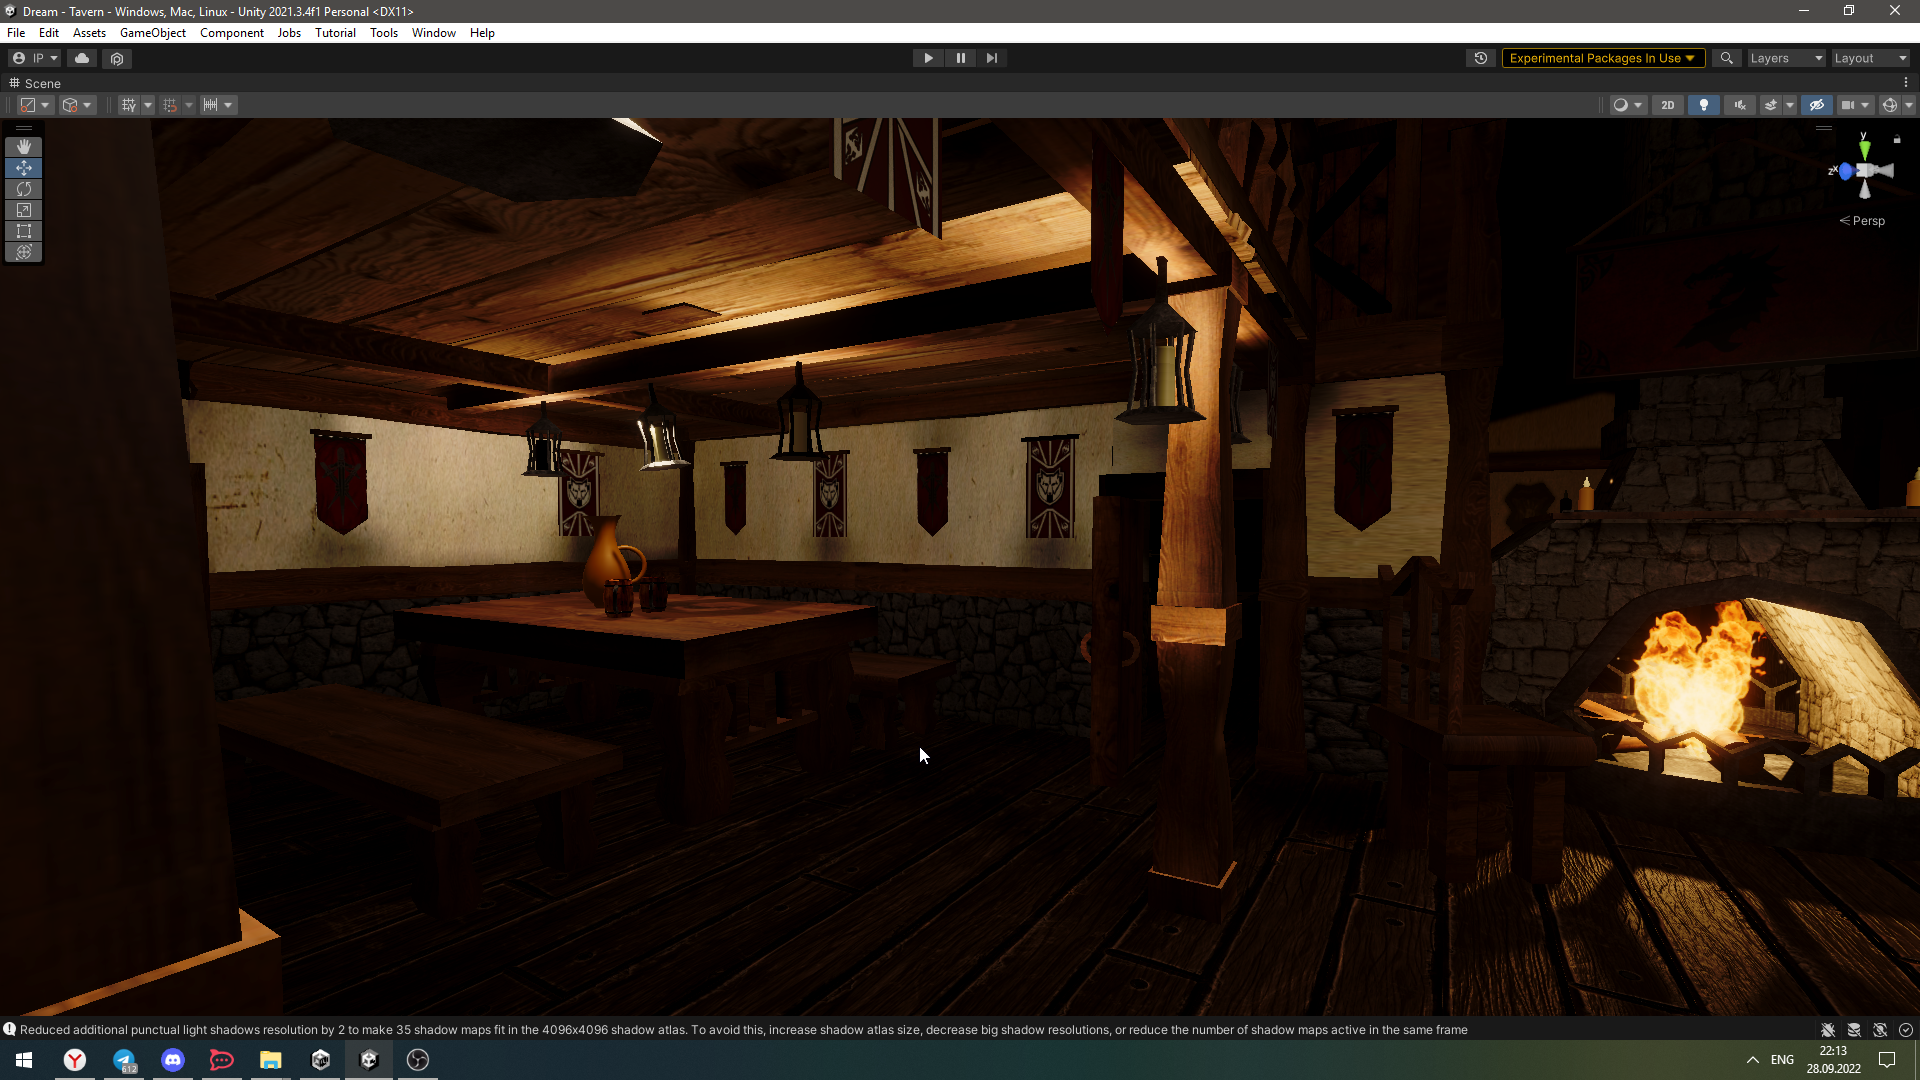 Dream - Tavern - Windows, Mac, Linux - Unity 2021.3.4f1 Personal <DX11>
File Edit Assets GameObject Component Jobs Tutorial Tools Window Help
IP Experimental Packages In Use Layers Layout
Scene
2D
y
z x
< Persp
Reduced additional punctual light shadows resolution by 2 to make 35 shadow maps fit in the 4096x4096 shadow atlas. To avoid this, increase shadow atlas size, decrease big shadow resolutions, or reduce the number of shadow maps active in the same frame
612
ENG
22:13
28.09.2022